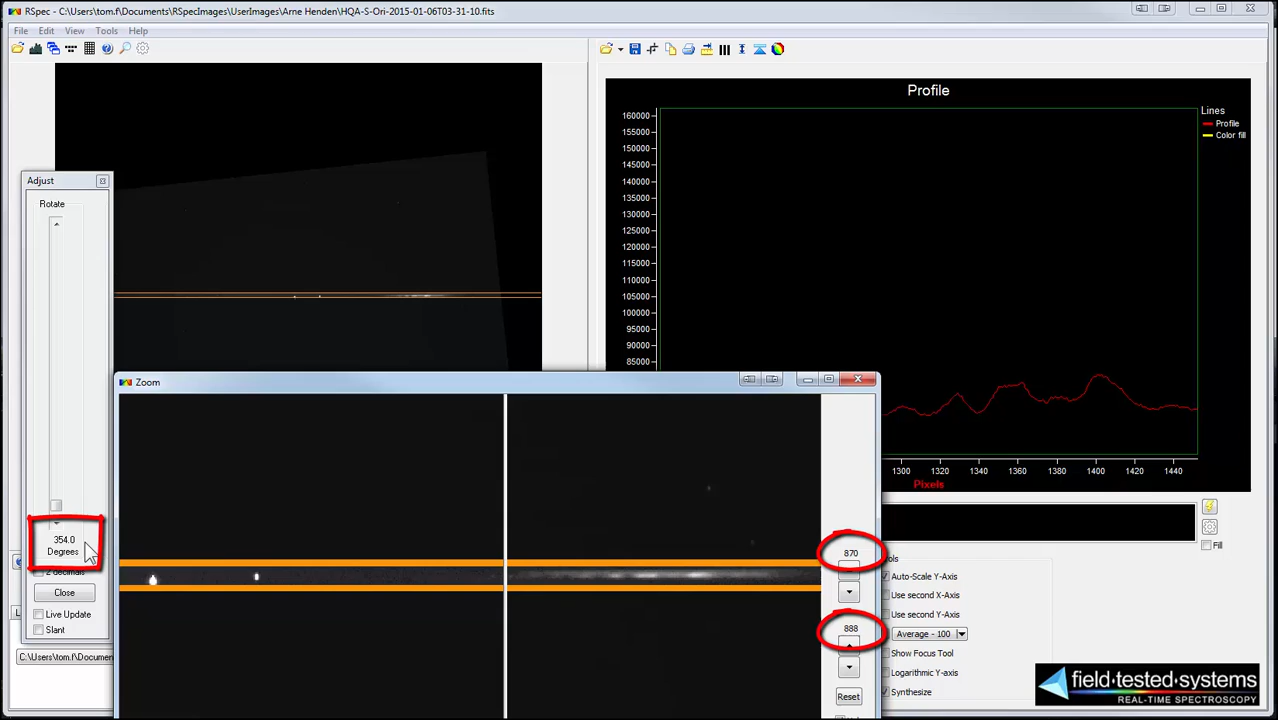 RSpec - C:\Users\tom.f\Documents\RSpecImages\UserImages\Arne Henden\HQA-S-Ori-2015-01-06T03-31-10.fits
File Edit View Tools Help
Adjust
Rotate
354.0
Degrees
2 decimals
Close
Live Update
Slant
C:\Users\tom.f\Documen
Zoom
870
888
Reset
Profile
160000
155000
150000
145000
140000
135000
130000
125000
120000
115000
110000
105000
100000
95000
90000
85000
Lines
Profile
Color fill
1300 1320 1340 1360 1380 1400 1420 1440
Pixels
Fill
ols
Auto-Scale Y-Axis
Use second X-Axis
Use second Y-Axis
Average - 100
Show Focus Tool
Logarithmic Y-axis
Synthesize
field·tested·systems
REAL-TIME SPECTROSCOPY